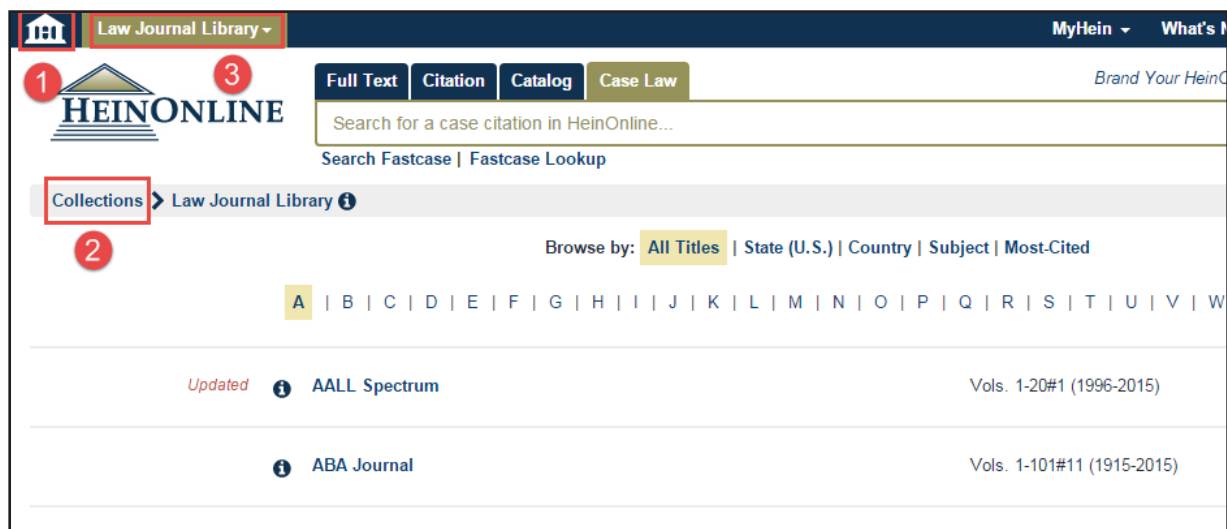 Law Journal Library MyHein What's N
1 3
HEINONLINE
Full Text Citation Catalog Case Law Brand Your HeinO
Search for a case citation in HeinOnline...
Search Fastcase | Fastcase Lookup
Collections > Law Journal Library
2
Browse by: All Titles | State (U.S.) | Country | Subject | Most-Cited
A | B | C | D | E | F | G | H | I | J | K | L | M | N | O | P | Q | R | S | T | U | V | W
Updated AALL Spectrum Vols. 1-20#1 (1996-2015)
ABA Journal Vols. 1-101#11 (1915-2015)